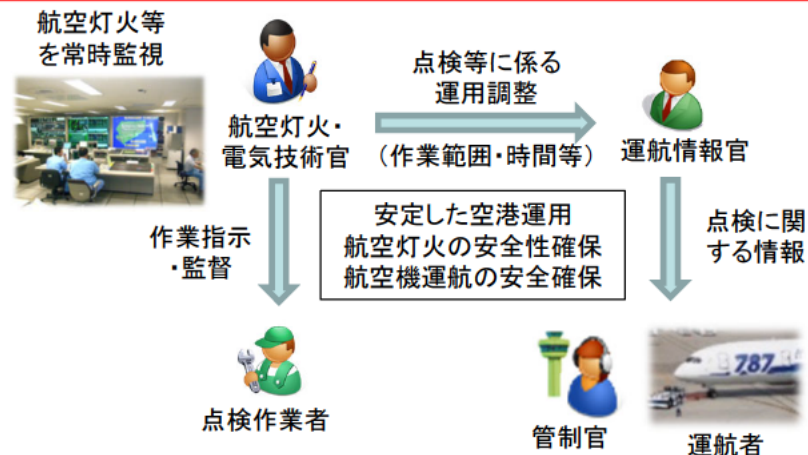 航空灯火等
を常時監視
航空灯火・
電気技術官
点検等に係る
運用調整
（作業範囲・時間等）
運航情報官
作業指示
・監督
安定した空港運用
航空灯火の安全性確保
航空機運航の安全確保
点検に関
する情報
点検作業者
管制官
787
運航者